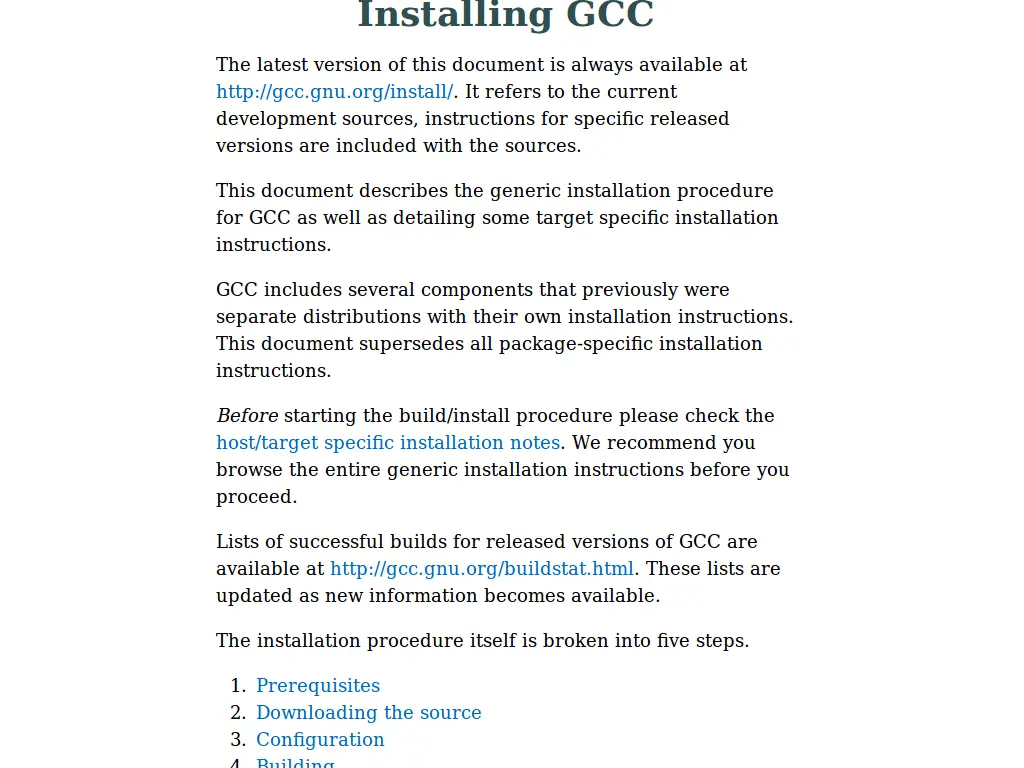 Installing GCC
The latest version of this document is always available at
http://gcc.gnu.org/install/. It refers to the current
development sources, instructions for specific released
versions are included with the sources.
This document describes the generic installation procedure
for GCC as well as detailing some target specific installation
instructions.
GCC includes several components that previously were
separate distributions with their own installation instructions.
This document supersedes all package-specific installation
instructions.
Before starting the build/install procedure please check the
host/target specific installation notes. We recommend you
browse the entire generic installation instructions before you
proceed.
Lists of successful builds for released versions of GCC are
available at http://gcc.gnu.org/buildstat.html. These lists are
updated as new information becomes available.
The installation procedure itself is broken into five steps.
1. Prerequisites
2. Downloading the source
3. Configuration
4. Building